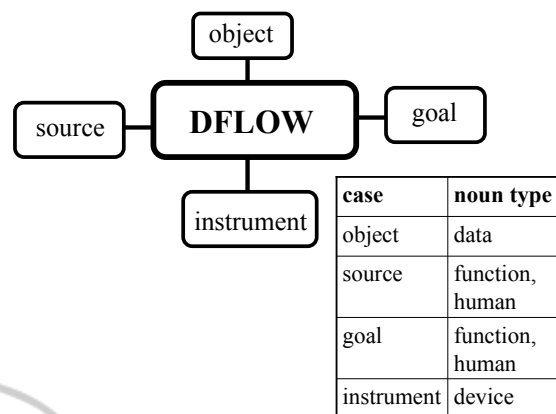 object
source
DFLOW
goal
instrument
case noun type
object data
source function,
human
goal function,
human
instrument device